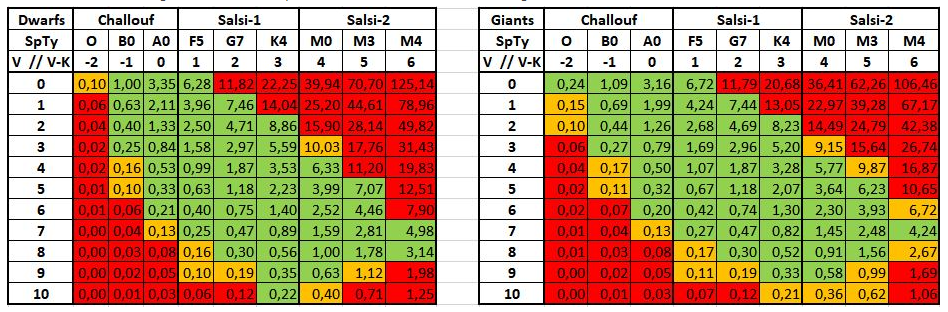 Dwarfs Challouf Salsi-1 Salsi-2 Giants Challouf Salsi-1 Salsi-2
SpTy O B0 A0 F5 G7 K4 M0 M3 M4 SpTy O B0 A0 F5 G7 K4 M0 M3 M4
V // V-K -2 -1 0 1 2 3 4 5 6 V // V-K -2 -1 0 1 2 3 4 5 6
0 0,10 1,00 3,35 6,28 11,82 22,25 39,94 70,70 125,14 0 0,24 1,09 3,16 6,72 11,79 20,68 36,41 62,26 106,46
1 0,06 0,63 2,11 3,96 7,46 14,04 25,20 44,61 78,96 1 0,15 0,69 1,99 4,24 7,44 13,05 22,97 39,28 67,17
2 0,04 0,40 1,33 2,50 4,71 8,86 15,90 28,14 49,82 2 0,10 0,44 1,26 2,68 4,69 8,23 14,49 24,79 42,38
3 0,02 0,25 0,84 1,58 2,97 5,59 10,03 17,76 31,43 3 0,06 0,27 0,79 1,69 2,96 5,20 9,15 15,64 26,74
4 0,02 0,16 0,53 0,99 1,87 3,53 6,33 11,20 19,83 4 0,04 0,17 0,50 1,07 1,87 3,28 5,77 9,87 16,87
5 0,01 0,10 0,33 0,63 1,18 2,23 3,99 7,07 12,51 5 0,02 0,11 0,32 0,67 1,18 2,07 3,64 6,23 10,65
6 0,01 0,06 0,21 0,40 0,75 1,40 2,52 4,46 7,90 6 0,02 0,07 0,20 0,42 0,74 1,30 2,30 3,93 6,72
7 0,00 0,04 0,13 0,25 0,47 0,89 1,59 2,81 4,98 7 0,01 0,04 0,13 0,27 0,47 0,82 1,45 2,48 4,24
8 0,00 0,03 0,08 0,16 0,30 0,56 1,00 1,78 3,14 8 0,01 0,03 0,08 0,17 0,30 0,52 0,91 1,56 2,67
9 0,00 0,02 0,05 0,10 0,19 0,35 0,63 1,12 1,98 9 0,00 0,02 0,05 0,11 0,19 0,33 0,58 0,99 1,69
10 0,00 0,01 0,03 0,06 0,12 0,22 0,40 0,71 1,25 10 0,00 0,01 0,03 0,07 0,12 0,21 0,36 0,62 1,06